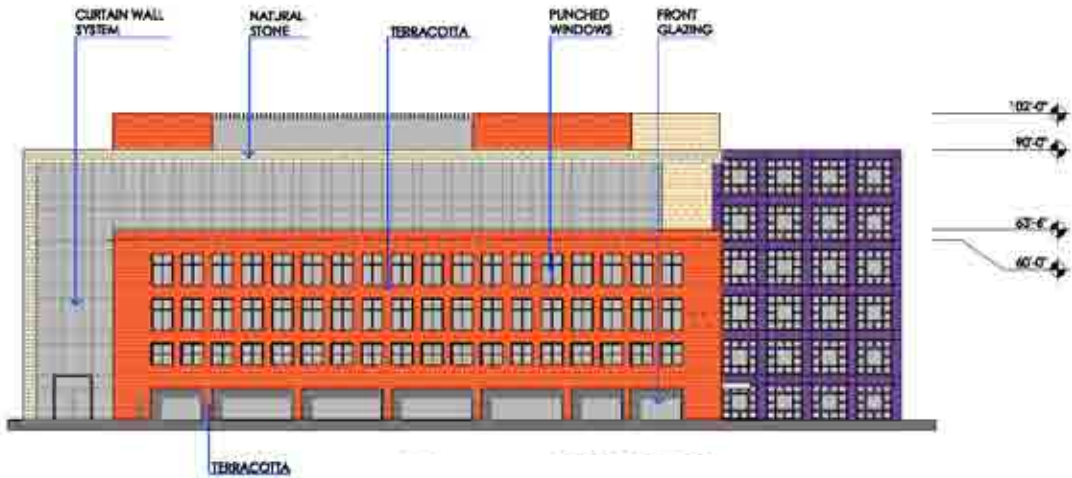 CURTAIN WALL
SYSTEM
NATURAL
STONE
TERRACOTTA
PUNCHED
WINDOWS
FRONT
GLAZING
102'-0"
90'-0"
63'-6"
60'-0"
TERRACOTTA